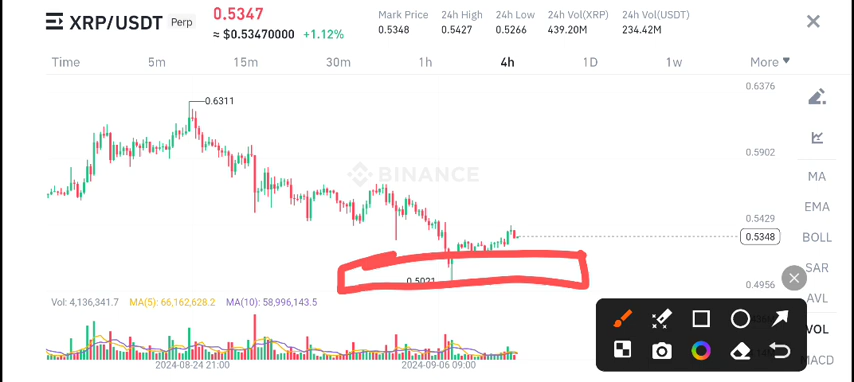 XRP/USDT Perp
0.5347
≈ $0.53470000 +1.12%
Mark Price 24h High 24h Low 24h Vol(XRP) 24h Vol(USDT)
0.5348 0.5427 0.5266 439.20M 234.42M
Time 5m 15m 30m 1h 4h 1D 1w More
0.6376
0.6311
0.5902
BINANCE
MA
EMA
0.5429
0.5348
BOLL
SAR
0.5021
0.4956
AVL
Vol: 4,136,341.7 MA(5): 66,162,628.2 MA(10): 58,996,143.5
VOL
MACD
2024-08-24 21:00 2024-09-06 09:00